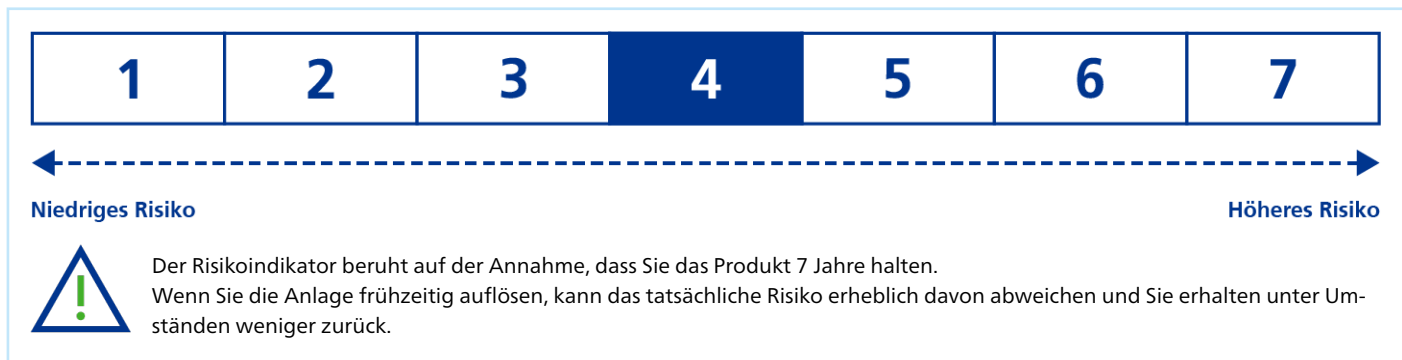 1 2 3 4 5 6 7
Niedriges Risiko Höheres Risiko
Der Risikoindikator beruht auf der Annahme, dass Sie das Produkt 7 Jahre halten.
Wenn Sie die Anlage frühzeitig auflösen, kann das tatsächliche Risiko erheblich davon abweichen und Sie erhalten unter Um-
ständen weniger zurück.